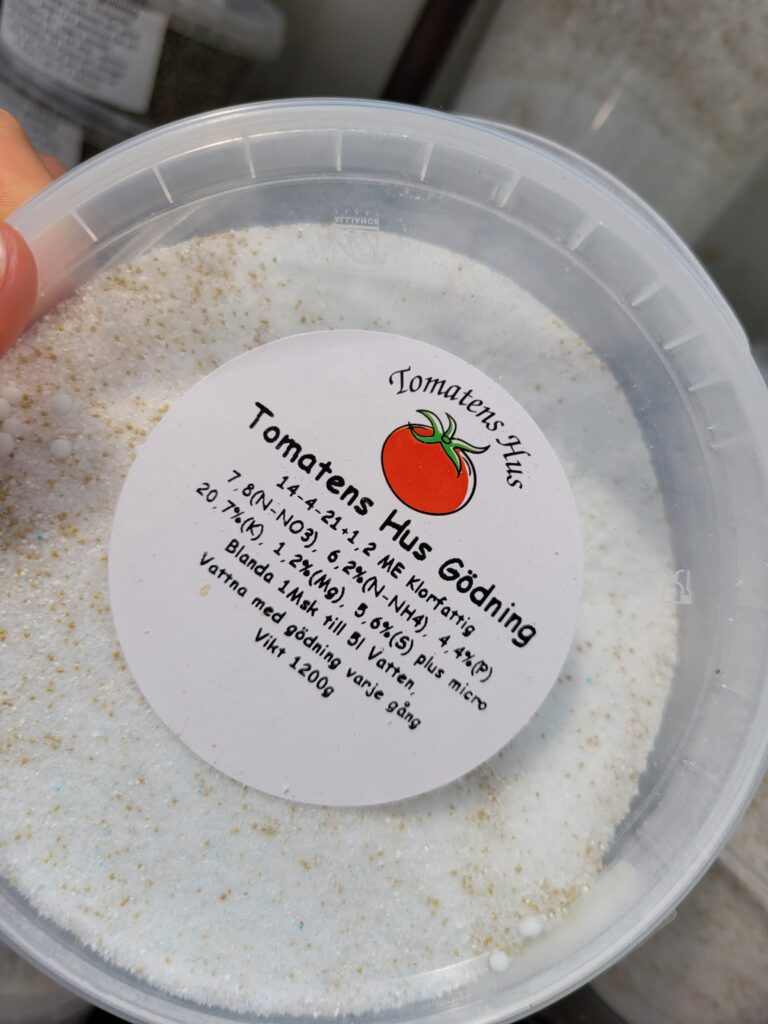 Tomatens Hus
Tomatens Hus Gödning
14-4-21+1,2 ME Klorfattig
7,8(N-NO3), 6,2%(N-NH4), 4,4%(P)
20,7%(K), 1,2%(Mg), 5,6%(S) plus micro
Blanda 1Msk till 5l Vatten,
Vattna med gödning varje gång
Vikt 1200g
ALLIANCE